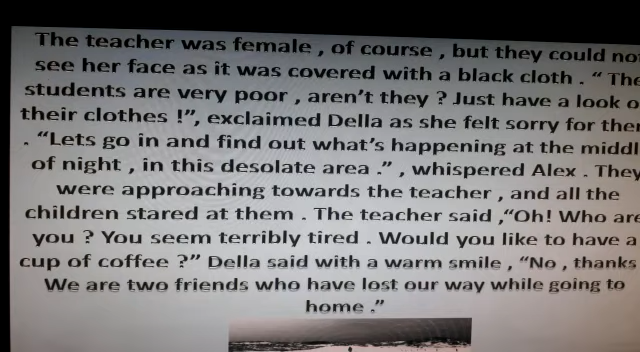 The teacher was female , of course , but they could no
see her face as it was covered with a black cloth . “ The
students are very poor , aren’t they ? Just have a look o
their clothes !”, exclaimed Della as she felt sorry for the
. “Lets go in and find out what’s happening at the middl
of night , in this desolate area .” , whispered Alex . They
were approaching towards the teacher , and all the
children stared at them . The teacher said ,“Oh! Who are
you ? You seem terribly tired . Would you like to have a
cup of coffee ?” Della said with a warm smile , “No , thanks
We are two friends who have lost our way while going to
home .”